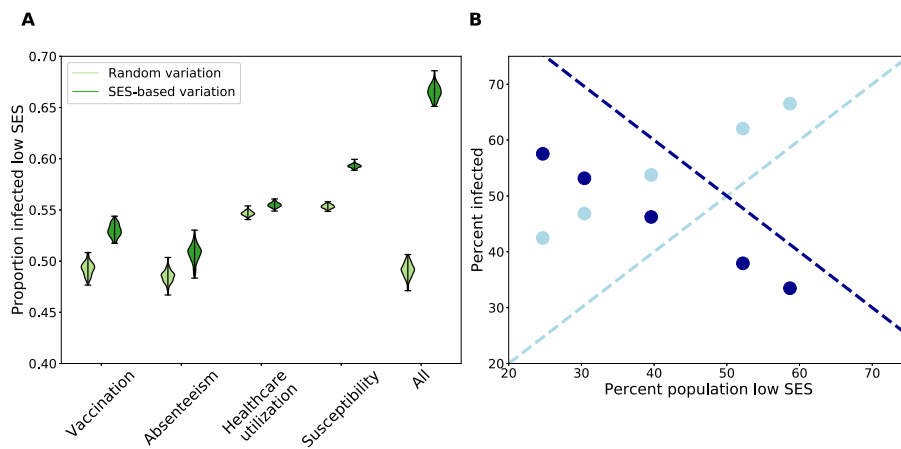 A
Proportion infected low SES
0.70
0.65
0.60
0.55
0.50
0.45
0.40
Random variation
SES-based variation
Vaccination
Absenteeism
Healthcare
utilization
Susceptibility
All
B
Percent infected
70
60
50
40
30
20
20
30
40
50
60
70
Percent population low SES